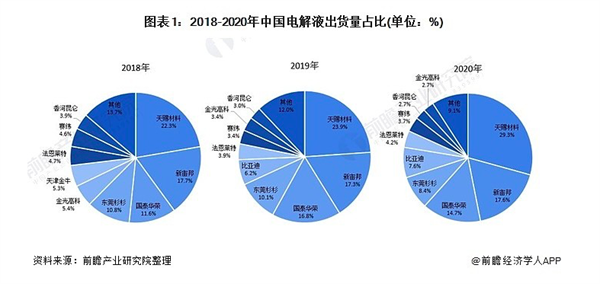 图表1：2018-2020年中国电解液出货量占比(单位：%)
2018年
天赐材料
22.3%
新宙邦
17.7%
国泰华荣
11.6%
东莞杉杉
10.8%
金光高科
5.4%
天津金牛
5.3%
法恩莱特
4.7%
赛纬
4.6%
香河昆仑
3.9%
其他
13.7%
2019年
天赐材料
23.9%
新宙邦
17.3%
国泰华荣
16.8%
东莞杉杉
10.1%
比亚迪
6.2%
法恩莱特
3.9%
赛纬
3.4%
金光高科
3.4%
香河昆仑
3.0%
其他
12.0%
2020年
天赐材料
29.3%
新宙邦
17.6%
国泰华荣
14.7%
东莞杉杉
8.4%
比亚迪
7.6%
法恩莱特
4.2%
赛纬
3.7%
香河昆仑
2.7%
金光高科
2.7%
其他
9.1%
资料来源：前瞻产业研究院整理
@前瞻经济学人APP